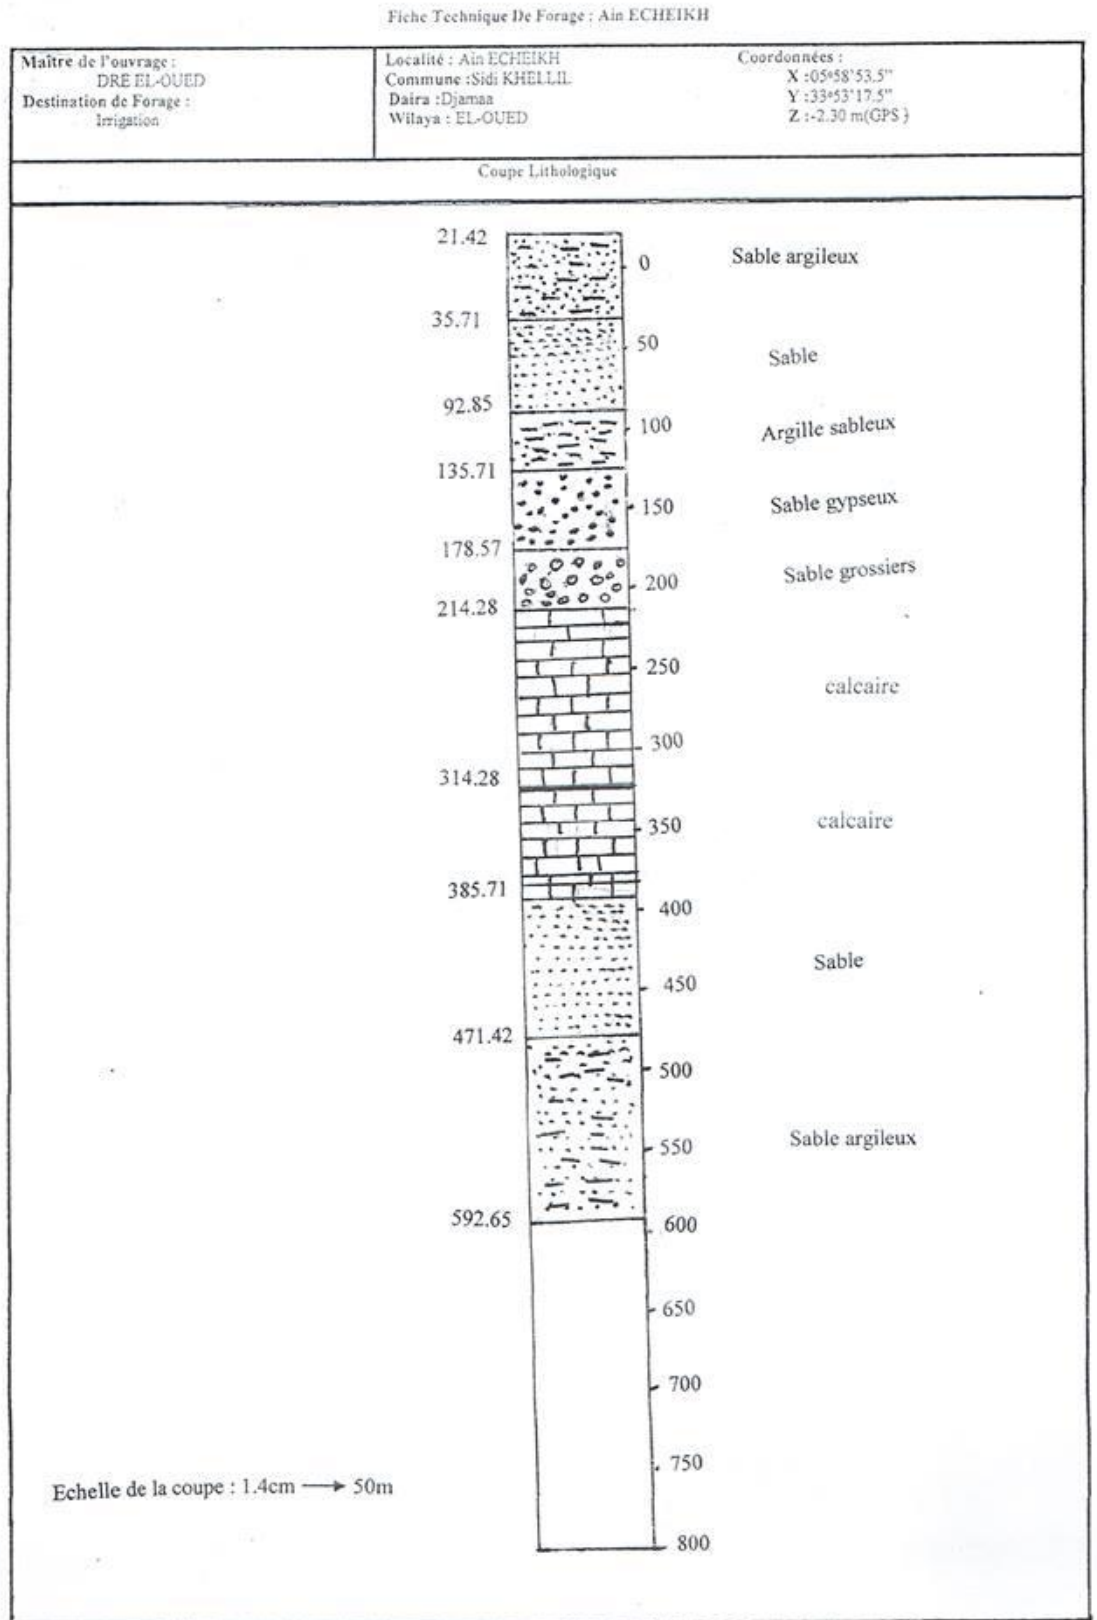 Fiche Technique De Forage : Ain ECHEIKH
Maître de l'ouvrage :
DRE EL-OUED
Destination de Forage :
Irrigation
Localité : Ain ECHEIKH
Commune :Sidi KHELLIL
Daira :Djamaa
Wilaya : EL-OUED
Coordonnées :
X :05°58'53.5"
Y :33°53'17.5"
Z :-2.30 m(GPS )
Coupe Lithologique
21.42
0 Sable argileux
35.71
50 Sable
92.85
100 Argille sableux
135.71
150 Sable gypseux
178.57
200 Sable grossiers
214.28
250 calcaire
300
314.28
350 calcaire
385.71
400
Sable
450
471.42
500
550 Sable argileux
592.65
600
650
700
750
Echelle de la coupe : 1.4cm → 50m
800